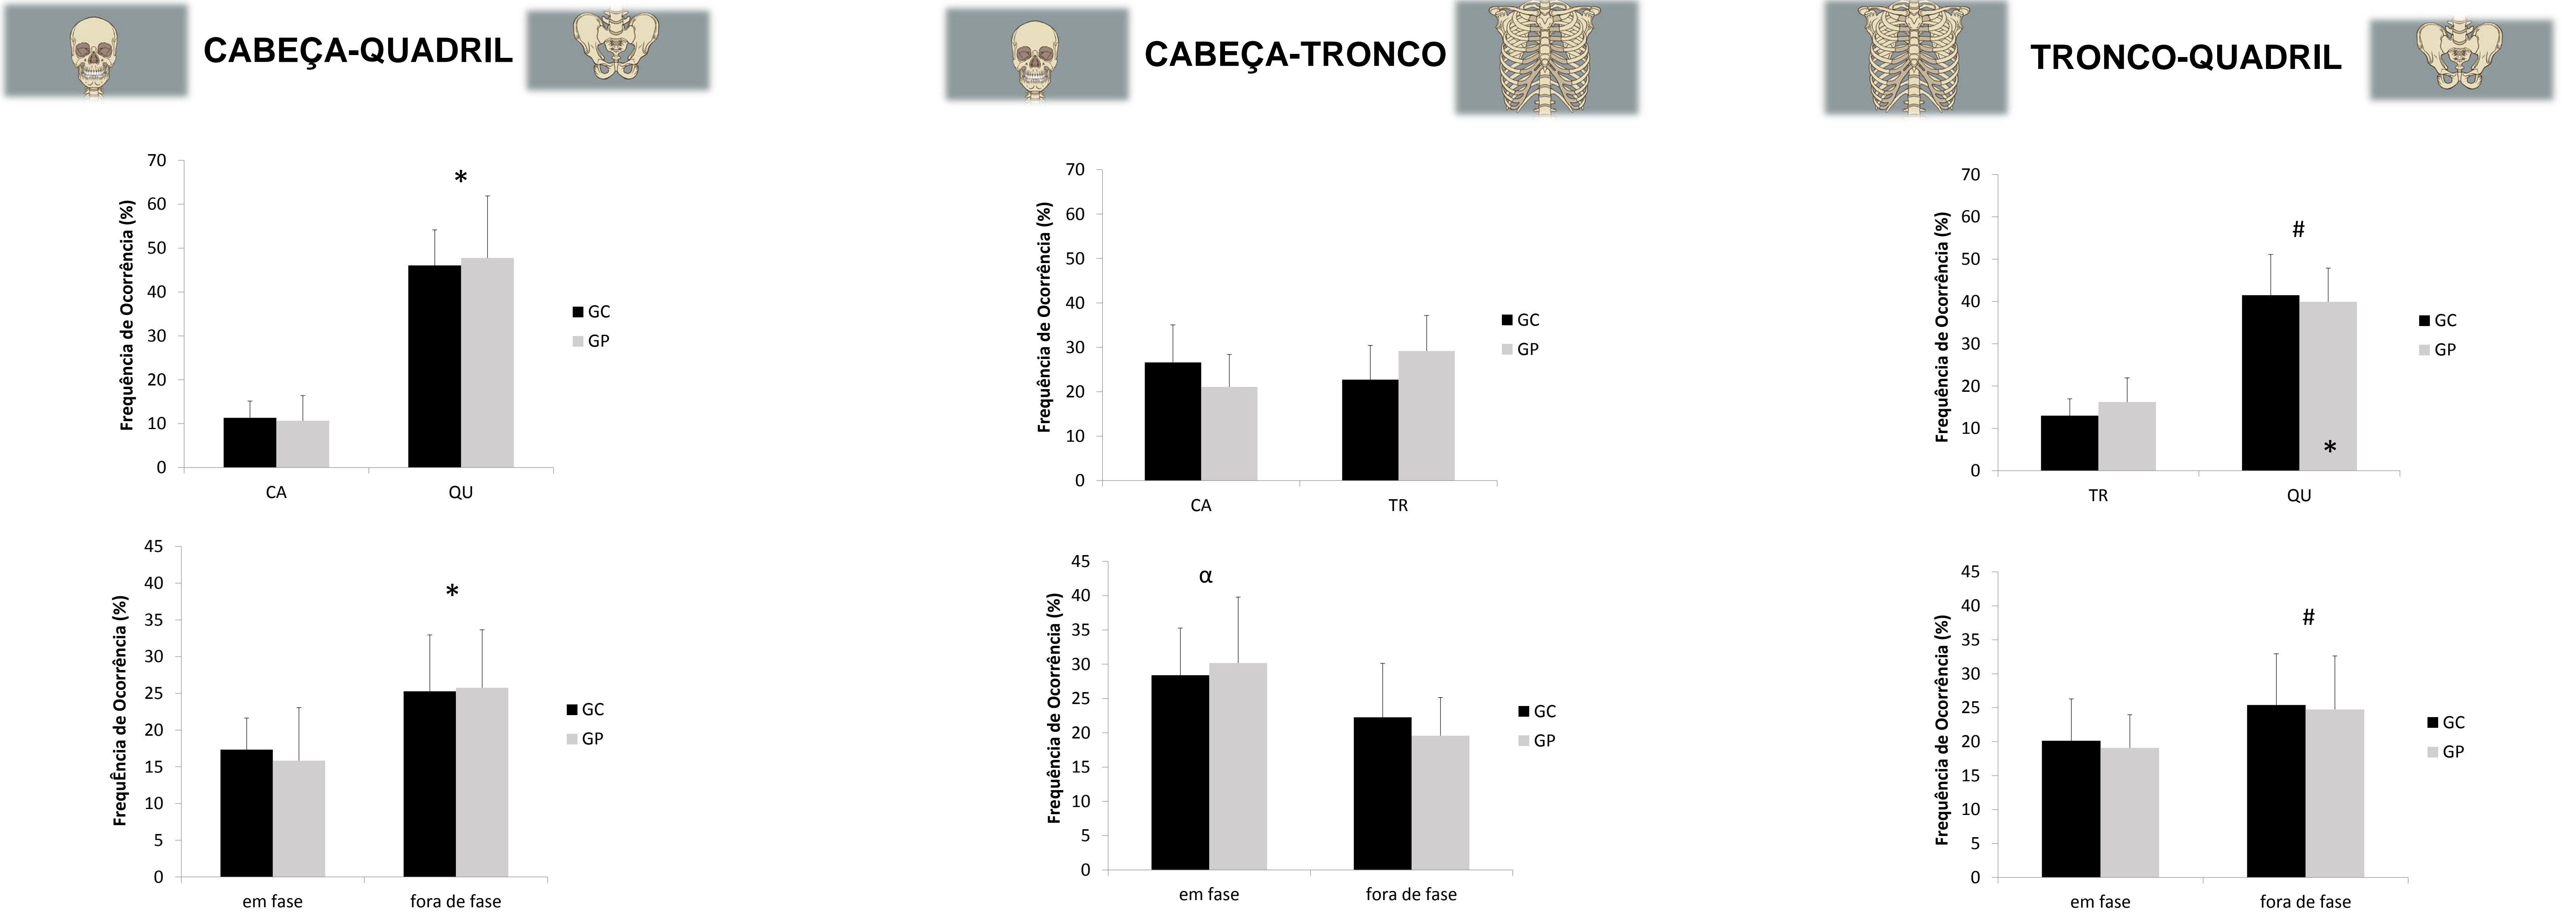 CABEÇA-QUADRIL
CABEÇA-TRONCO
TRONCO-QUADRIL
Frequência de Ocorrência (%)
70
60
50
40
30
20
10
0
*
CA
QU
GC
GP
Frequência de Ocorrência (%)
70
60
50
40
30
20
10
0
CA
TR
GC
GP
Frequência de Ocorrência (%)
70
60
50
40
30
20
10
0
#
*
TR
QU
GC
GP
FrequÊncia de Ocorrência (%)
45
40
35
30
25
20
15
10
5
0
*
em fase
fora de fase
GC
GP
Frequência de Ocorrência (%)
45
40
35
30
25
20
15
10
5
0
α
em fase
fora de fase
GC
GP
Frequência de Ocorrência (%)
45
40
35
30
25
20
15
10
5
0
#
em fase
fora de fase
GC
GP